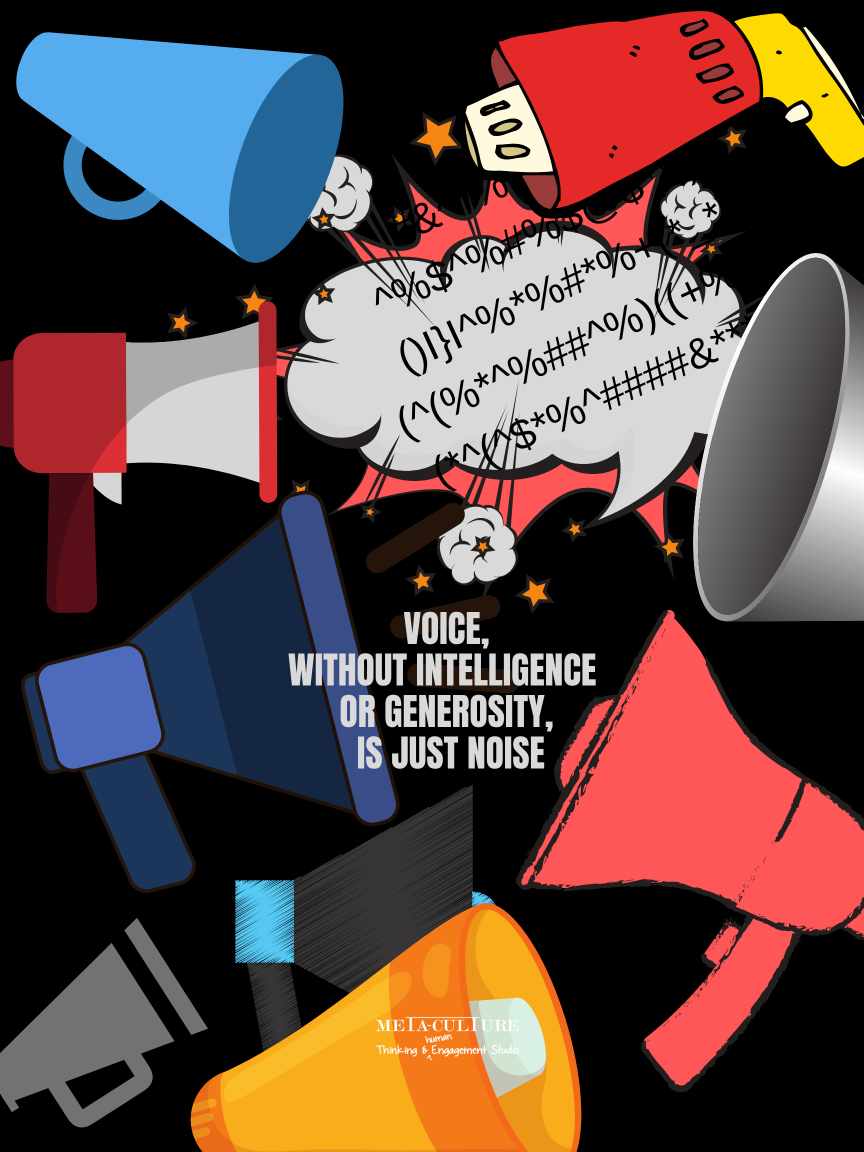 ^%$^%#%$
()I}I^%*%#*%+(*
(^(%*^%##^%)((+%
(*^(^$*%^####&**
VOICE,
WITHOUT INTELLIGENCE
OR GENEROSITY,
IS JUST NOISE
META-CULTURE
human
Thinking & Engagement Studio
^